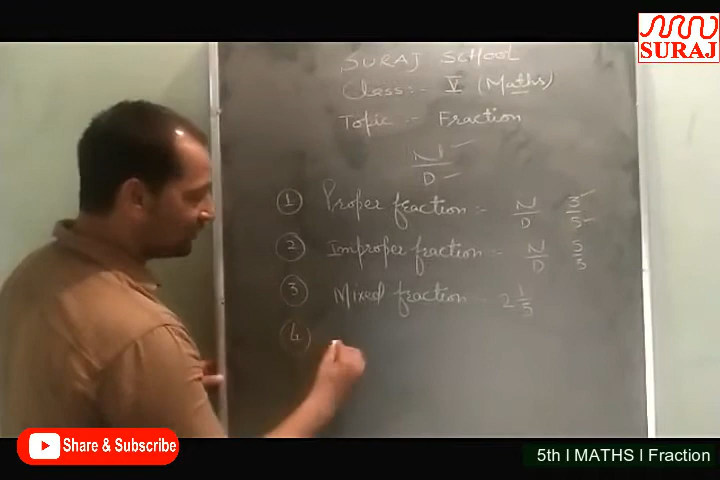 SURAJ
SURAJ SCHOOL
Class:- V (Maths)
Topic :- Fraction
N/D
1 Proper fraction :- N/D 3/5
2 Improper fraction :- N/D 5/3
3 Mixed fraction -- 2 1/5
4
Share & Subscribe
5th I MATHS I Fraction